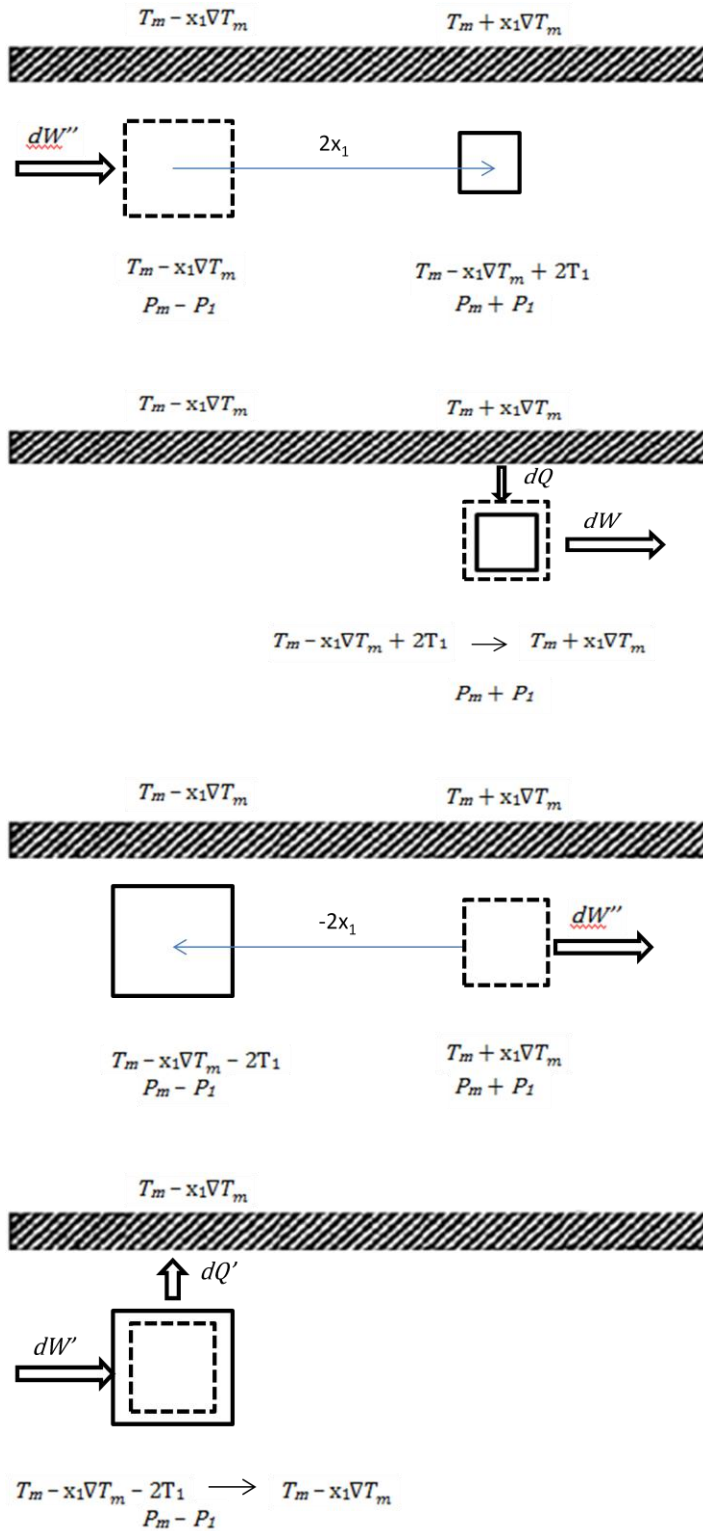 Tm − x1∇Tm Tm + x1∇Tm
dW″ 2x1
Tm − x1∇Tm Tm − x1∇Tm + 2T1
Pm − P1 Pm + P1
Tm − x1∇Tm Tm + x1∇Tm
dQ
dW
Tm − x1∇Tm + 2T1 → Tm + x1∇Tm
Pm + P1
Tm − x1∇Tm Tm + x1∇Tm
-2x1 dW″
Tm − x1∇Tm − 2T1 Tm + x1∇Tm
Pm − P1 Pm + P1
Tm − x1∇Tm
dQ'
dW'
Tm − x1∇Tm − 2T1 → Tm − x1∇Tm
Pm − P1